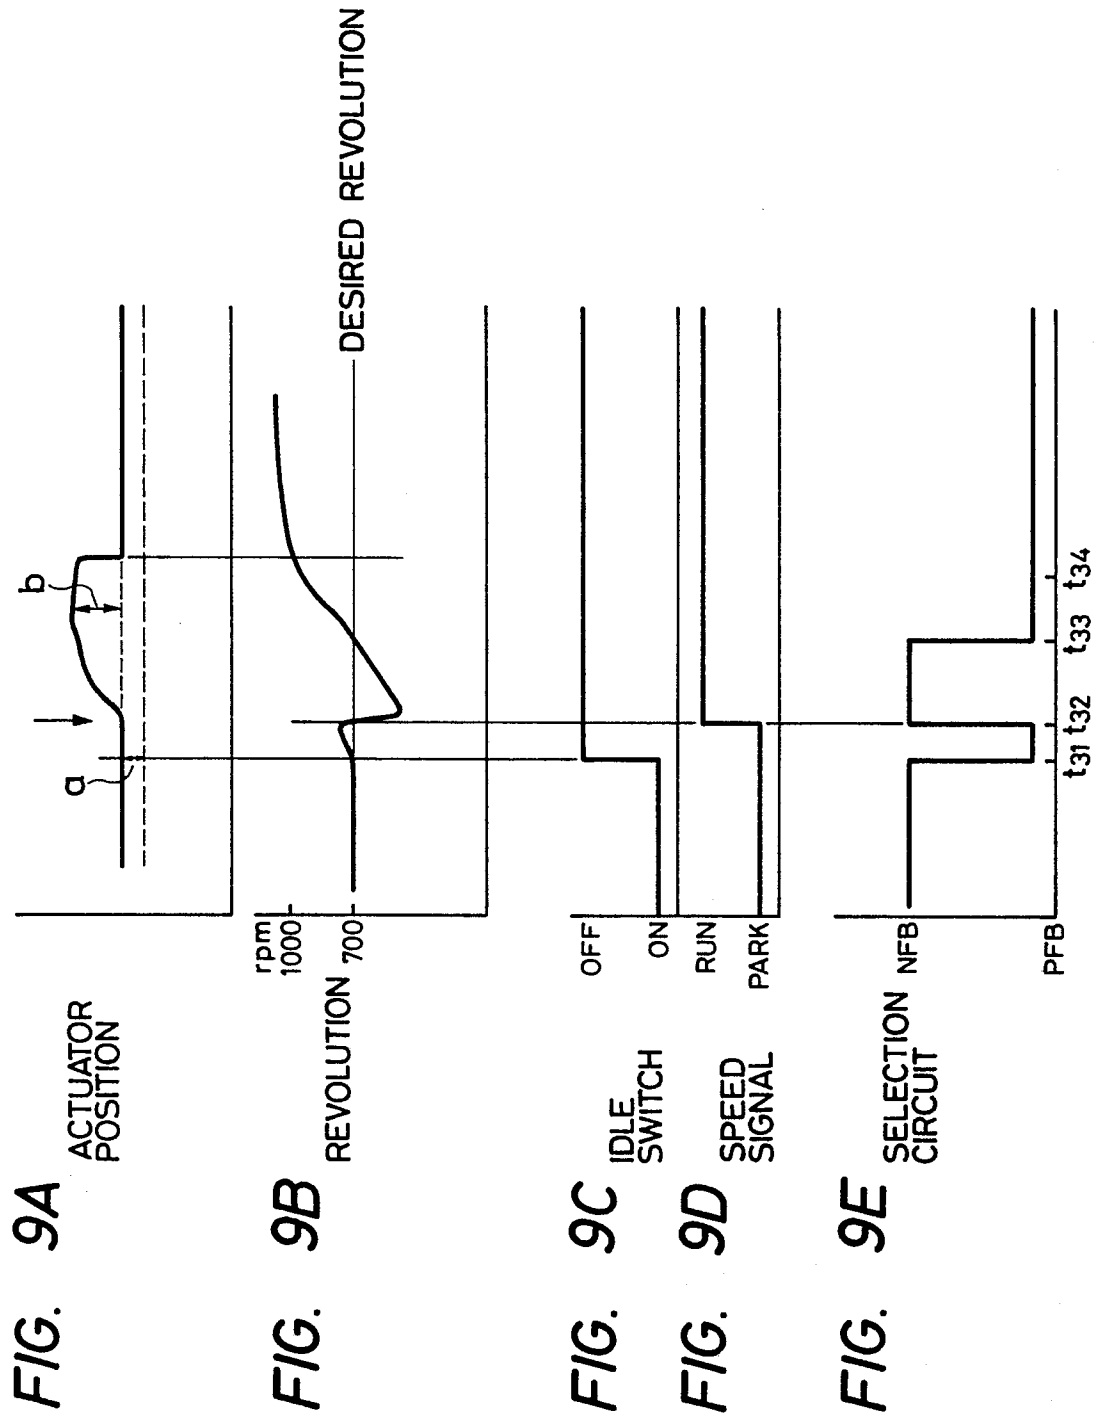 FIG. 9A
ACTUATOR
POSITION
a
b
FIG. 9B
REVOLUTION
rpm
1000
700
DESIRED REVOLUTION
FIG. 9C
IDLE
SWITCH
OFF
ON
FIG. 9D
SPEED
SIGNAL
RUN
PARK
FIG. 9E
SELECTION
CIRCUIT
NFB
PFB
t31 t32 t33 t34